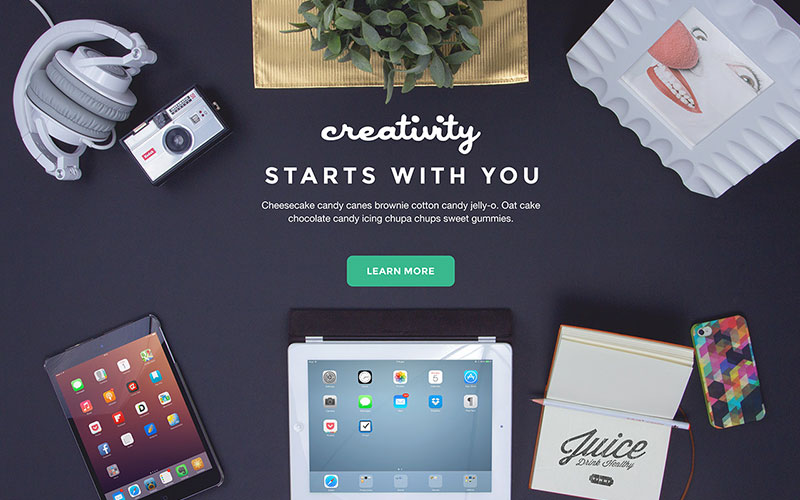 creativity
STARTS WITH YOU
Cheesecake candy canes brownie cotton candy jelly-o. Oat cake
chocolate candy icing chupa chups sweet gummies.
LEARN MORE
Juice
Drink Healthy